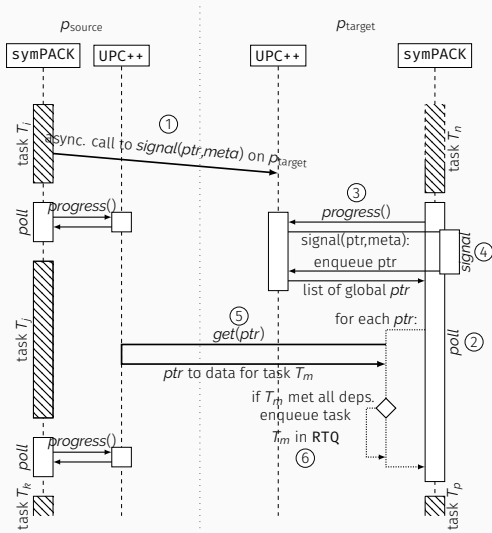 p_source
p_target
symPACK
UPC++
UPC++
symPACK
task T_i
1
async. call to signal(ptr,meta) on p_target
task T_n
poll
progress()
3
progress()
signal(ptr,meta):
enqueue ptr
signal
4
list of global ptr
task T_j
for each ptr:
5
get(ptr)
poll
2
ptr to data for task T_m
if T_m met all deps.
enqueue task
T_m in RTQ
6
poll
progress()
task T_k
task T_p